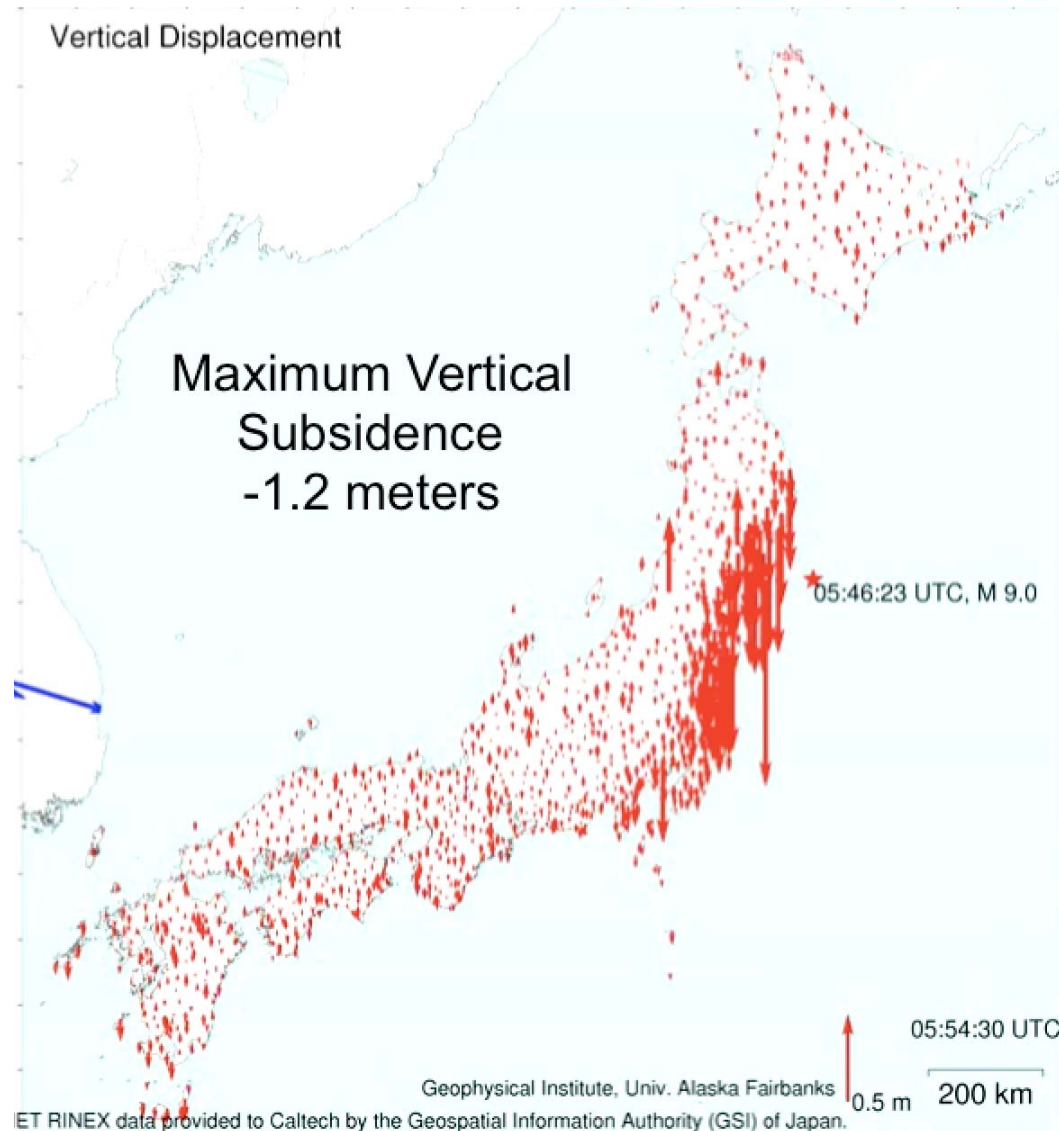 Vertical Displacement
Maximum Vertical
Subsidence
-1.2 meters
05:46:23 UTC, M 9.0
05:54:30 UTC
0.5 m
200 km
Geophysical Institute, Univ. Alaska Fairbanks
ET RINEX data provided to Caltech by the Geospatial Information Authority (GSI) of Japan.